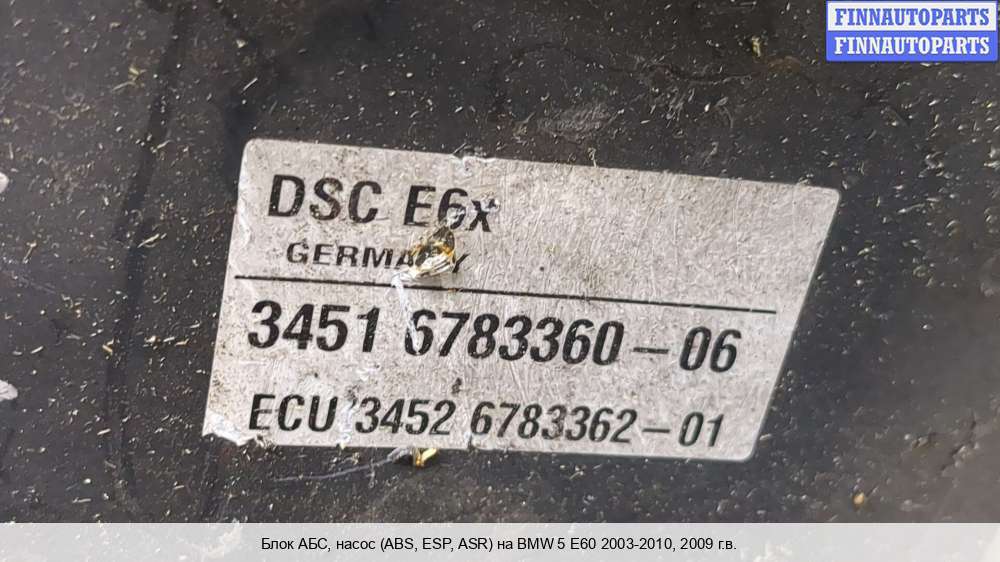 FINNAUTOPARTS
FINNAUTOPARTS
DSC E6x
GERMANY
3451 6783360-06
ECU 3452 6783362-01
Блок АБС, насос (ABS, ESP, ASR) на BMW 5 E60 2003-2010, 2009 г.в.